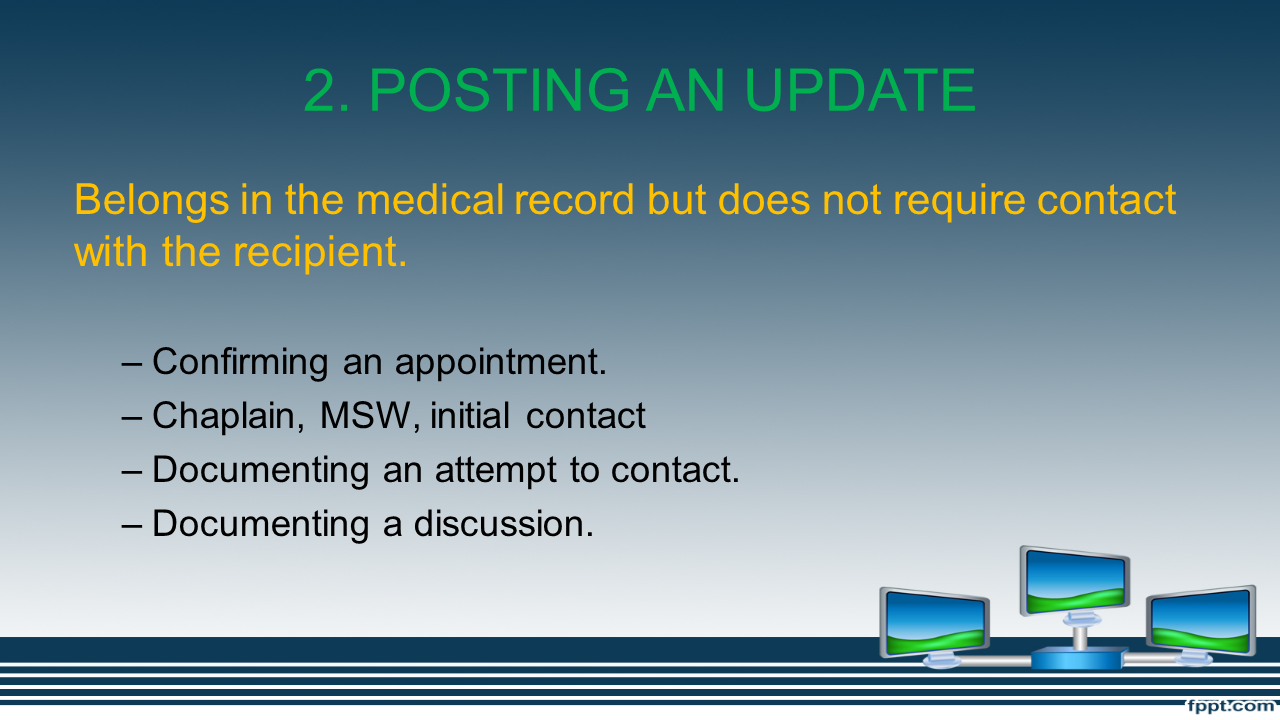 2. POSTING AN UPDATE
Belongs in the medical record but does not require contact
with the recipient.
– Confirming an appointment.
– Chaplain, MSW, initial contact
– Documenting an attempt to contact.
– Documenting a discussion.
fppt.com